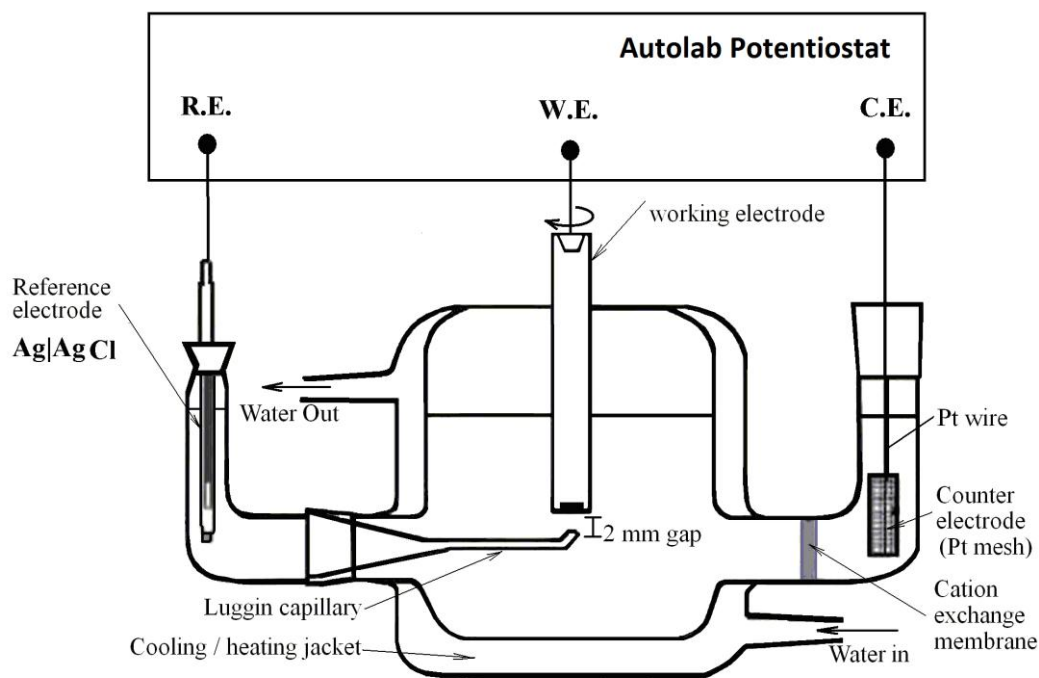 Autolab Potentiostat
R.E.
W.E.
C.E.
working electrode
Reference
electrode
Ag|AgCl
Water Out
Pt wire
Counter
electrode
(Pt mesh)
2 mm gap
Luggin capillary
Cation
exchange
membrane
Cooling / heating jacket
Water in